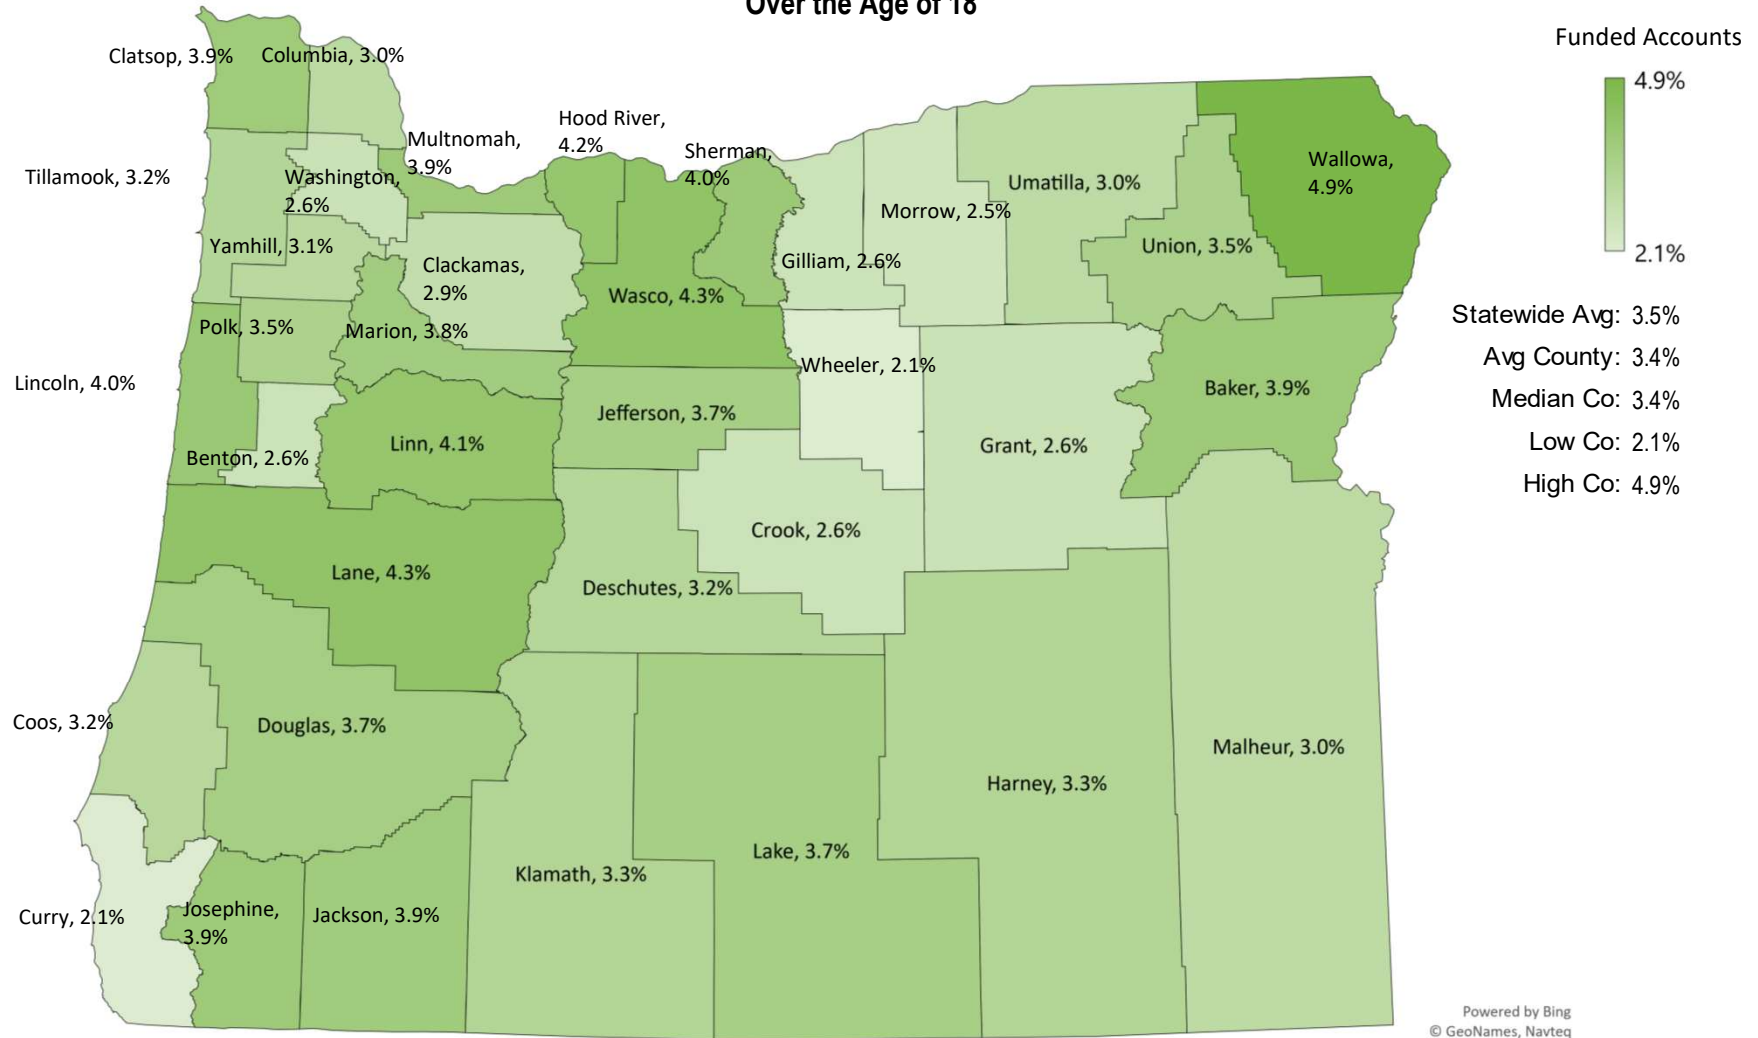 Over the Age of 18
Funded Accounts
4.9%
2.1%
Clatsop, 3.9%
Columbia, 3.0%
Hood River,
4.2%
Multnomah,
3.9%
Sherman,
4.0%
Wallowa,
4.9%
Tillamook, 3.2%
Washington,
2.6%
Umatilla, 3.0%
Morrow, 2.5%
Yamhill, 3.1%
Union, 3.5%
Gilliam, 2.6%
Clackamas,
2.9%
Wasco, 4.3%
Polk, 3.5%
Marion, 3.8%
Wheeler, 2.1%
Lincoln, 4.0%
Baker, 3.9%
Jefferson, 3.7%
Linn, 4.1%
Grant, 2.6%
Benton, 2.6%
Crook, 2.6%
Lane, 4.3%
Deschutes, 3.2%
Coos, 3.2%
Douglas, 3.7%
Malheur, 3.0%
Harney, 3.3%
Lake, 3.7%
Klamath, 3.3%
Curry, 2.1%
Josephine,
3.9%
Jackson, 3.9%
Statewide Avg: 3.5%
Avg County: 3.4%
Median Co: 3.4%
Low Co: 2.1%
High Co: 4.9%
Powered by Bing
© GeoNames, Navteq